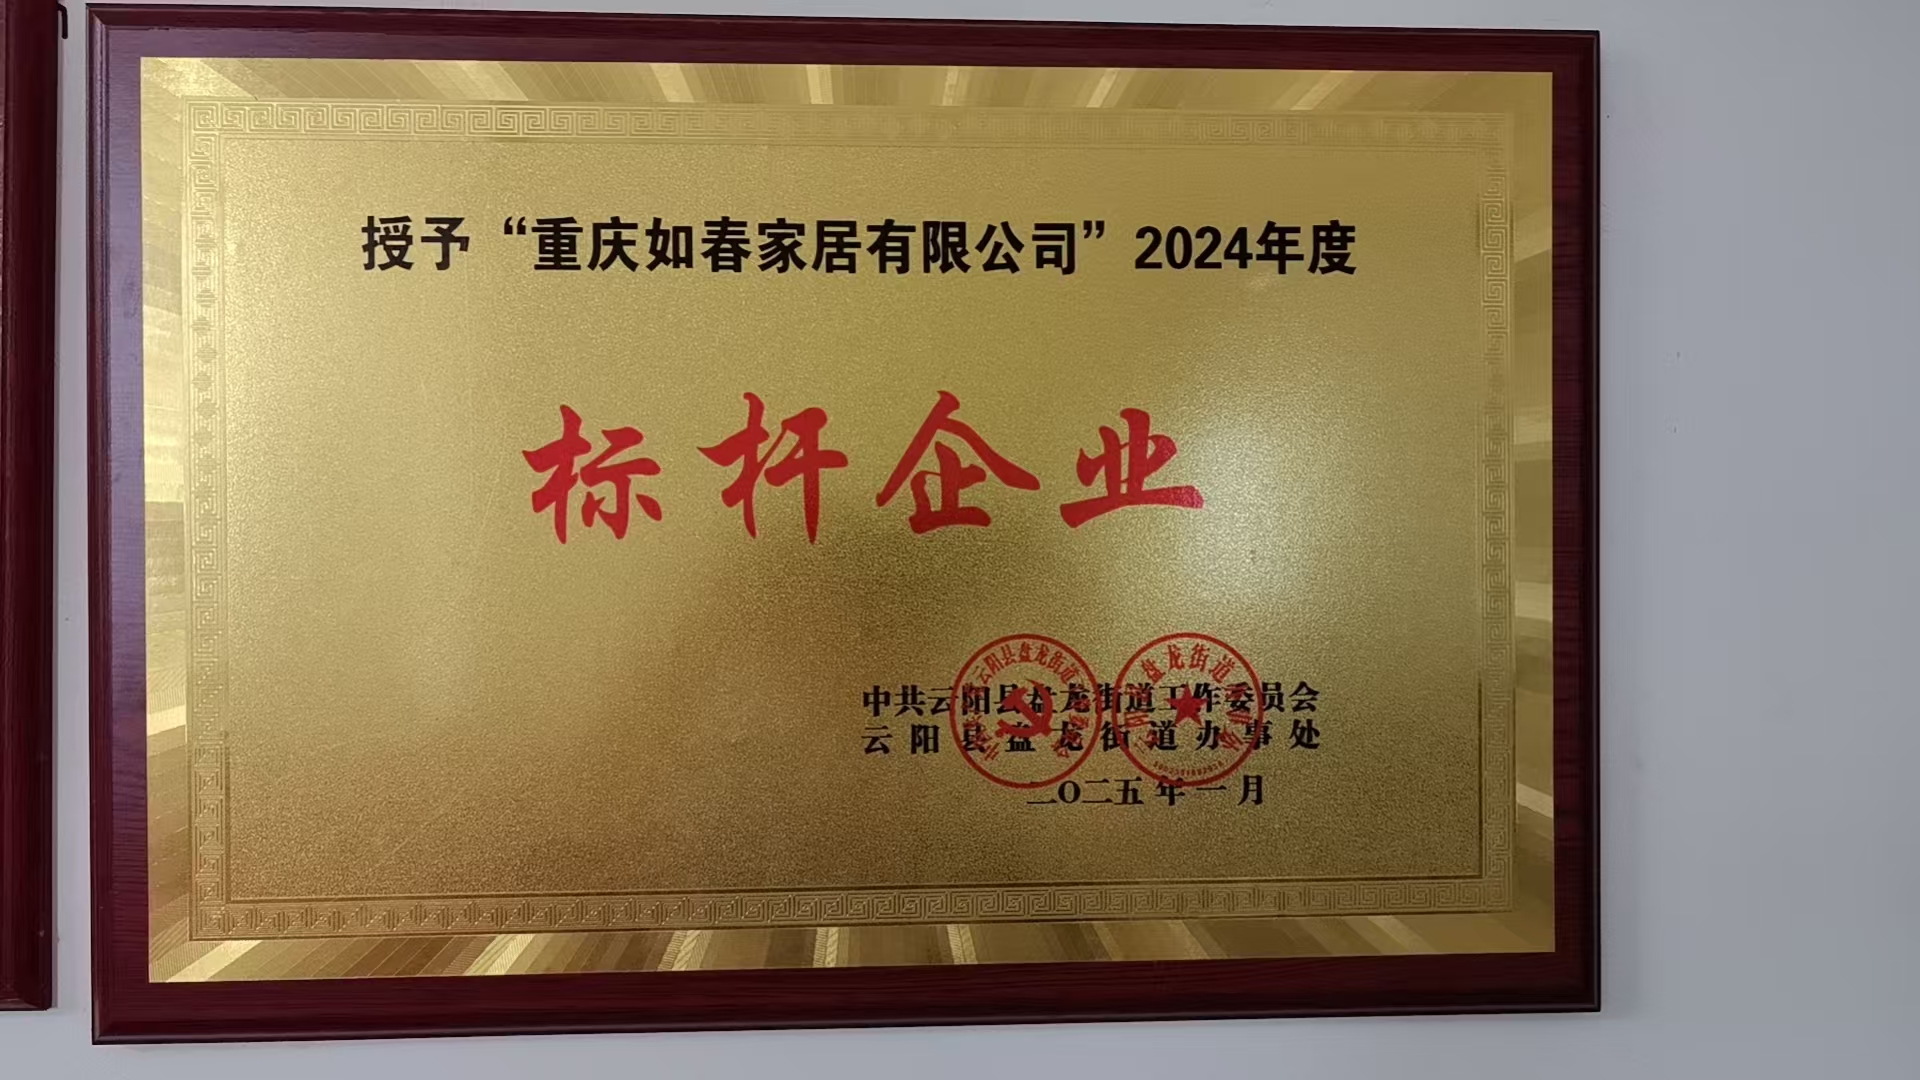 授予“重庆如春家居有限公司”2024年度
标杆企业
中共云阳县盘龙街道工作委员会
云阳县盘龙街道办事处
二〇二五年一月